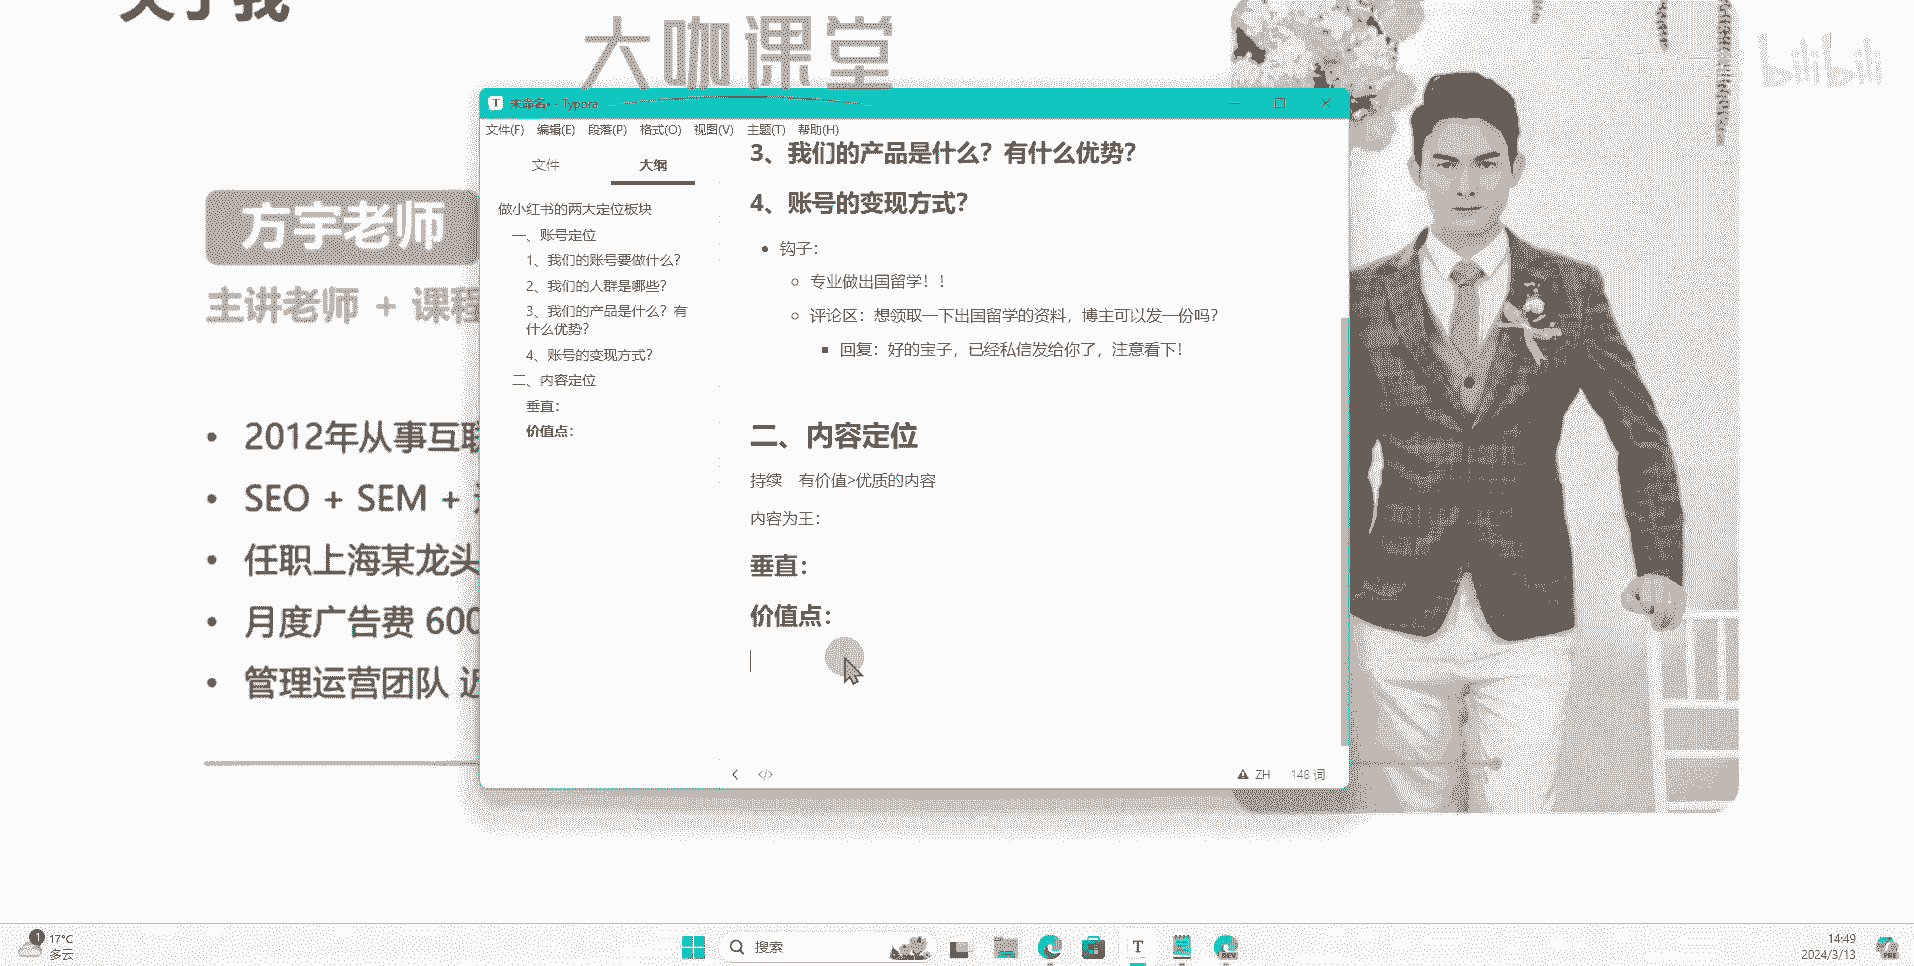 关于我
大咖课堂
bilibili
方宇老师
主讲老师 + 课程
2012年从事互联
SEO + SEM +
任职上海某龙头
月度广告费 600
管理运营团队 近
未命名• - Typora
文件(F) 编辑(E) 段落(P) 格式(O) 视图(V) 主题(T) 帮助(H)
文件 大纲
做小红书的两大定位板块
一、账号定位
1、我们的账号要做什么?
2、我们的人群是哪些?
3、我们的产品是什么? 有
什么优势?
4、账号的变现方式?
二、内容定位
垂直:
价值点:
3、我们的产品是什么? 有什么优势?
4、账号的变现方式?
钩子:
专业做出国留学! !
评论区: 想领取一下出国留学的资料, 博主可以发一份吗?
回复: 好的宝子, 已经私信发给你了, 注意看下!
二、内容定位
持续 有价值>优质的内容
内容为王:
垂直:
价值点:
ZH 148 词
1
17°C
多云
搜索
DEV
14:49
2024/3/13
PRE